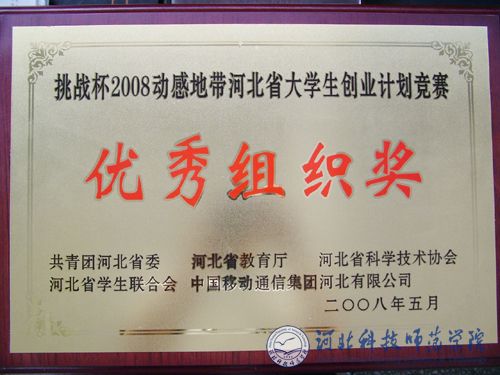 挑战杯2008动感地带河北省大学生创业计划竞赛
优秀组织奖
共青团河北省委 河北省教育厅 河北省科学技术协会
河北省学生联合会 中国移动通信集团河北有限公司
二〇〇八年五月
河北科技师范学院